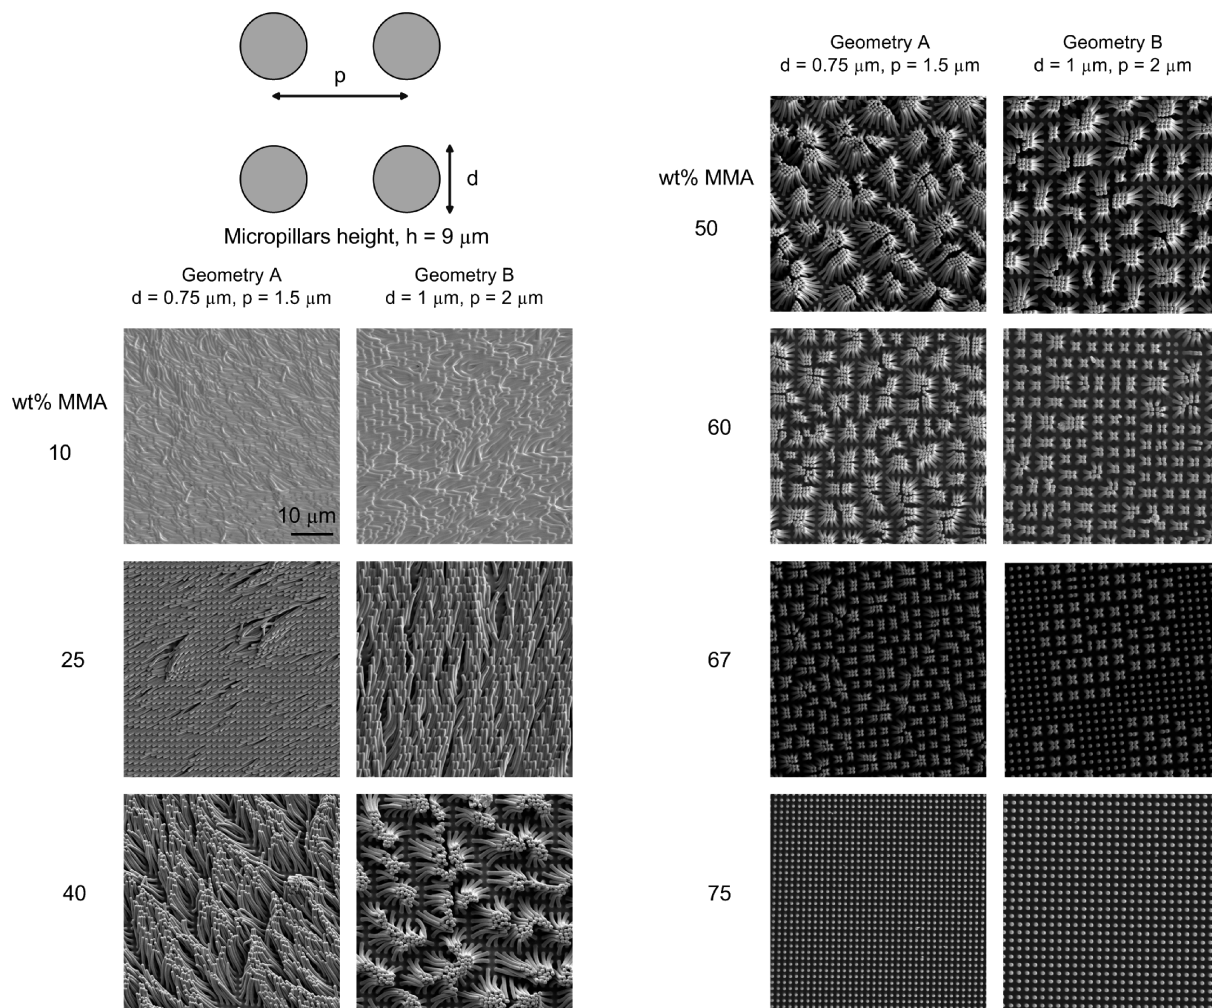 p
d
Micropillars height, h = 9 μm
Geometry A
d = 0.75 μm, p = 1.5 μm
Geometry B
d = 1 μm, p = 2 μm
wt% MMA
10
10 μm
25
40
Geometry A
d = 0.75 μm, p = 1.5 μm
Geometry B
d = 1 μm, p = 2 μm
wt% MMA
50
60
67
75